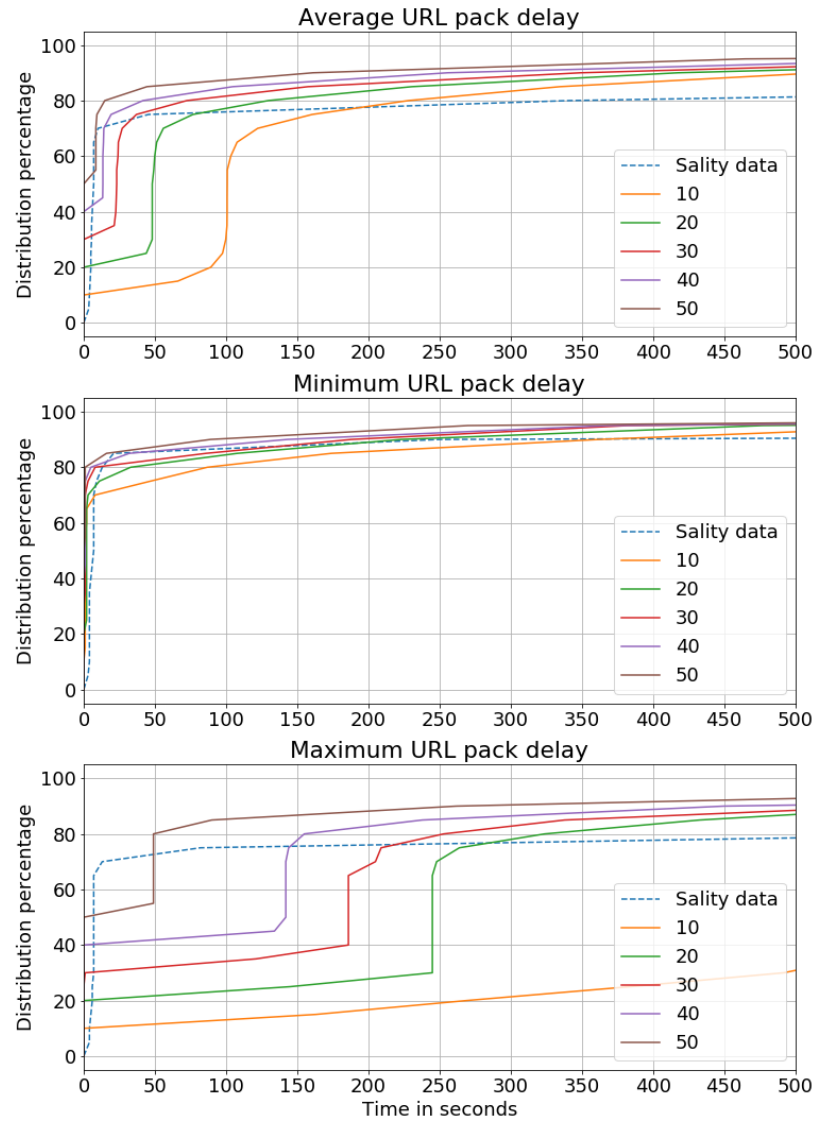 Average URL pack delay
Distribution percentage
100
80
60
40
20
0
Sality data
10
20
30
40
50
0 50 100 150 200 250 300 350 400 450 500
Minimum URL pack delay
Distribution percentage
100
80
60
40
20
0
Sality data
10
20
30
40
50
0 50 100 150 200 250 300 350 400 450 500
Maximum URL pack delay
Distribution percentage
100
80
60
40
20
0
Sality data
10
20
30
40
50
0 50 100 150 200 250 300 350 400 450 500
Time in seconds